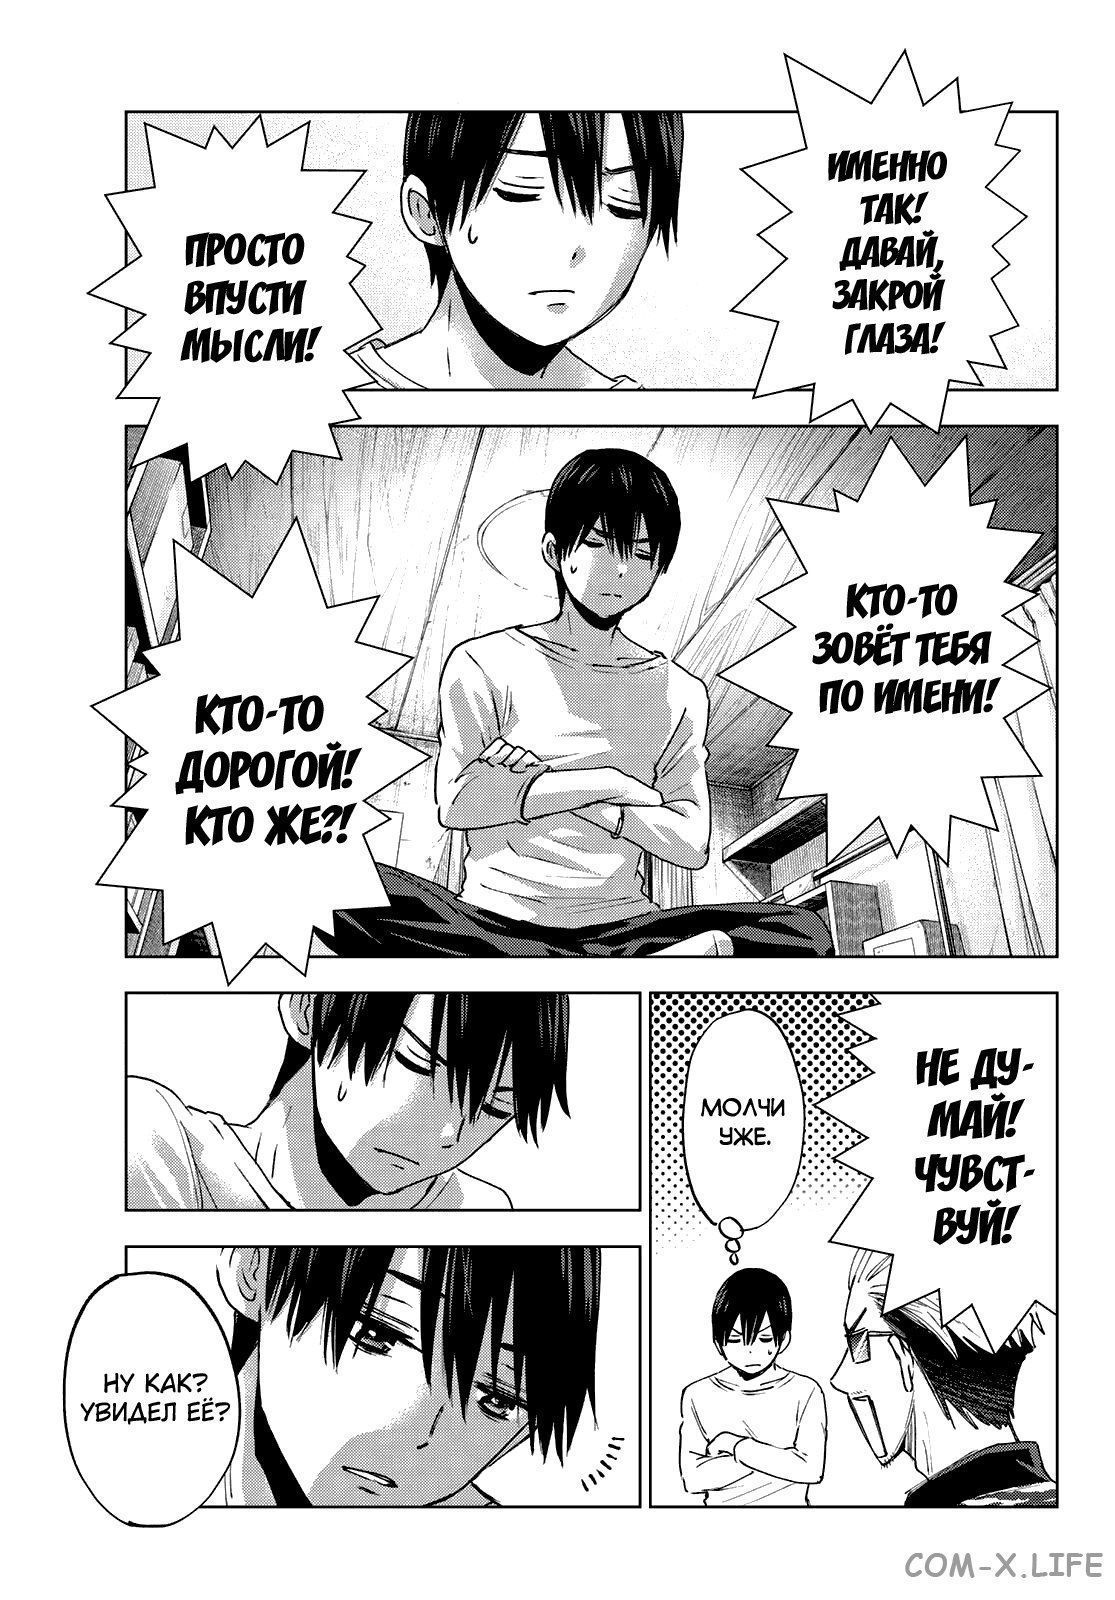 ИМЕННО
ТАК!
ДАВАЙ,
ЗАКРОЙ
ГЛАЗА!
ПРОСТО
ВПУСТИ
МЫСЛИ!
КТО-ТО
ЗОВЁТ ТЕБЯ
ПО ИМЕНИ!
КТО-ТО
ДОРОГОЙ!
КТО ЖЕ?!
НЕ ДУ-
МАЙ!
ЧУВСТ-
ВУЙ!
МОЛЧИ
УЖЕ.
НУ КАК?
УВИДЕЛ ЕЁ?
COM-X.LIFE